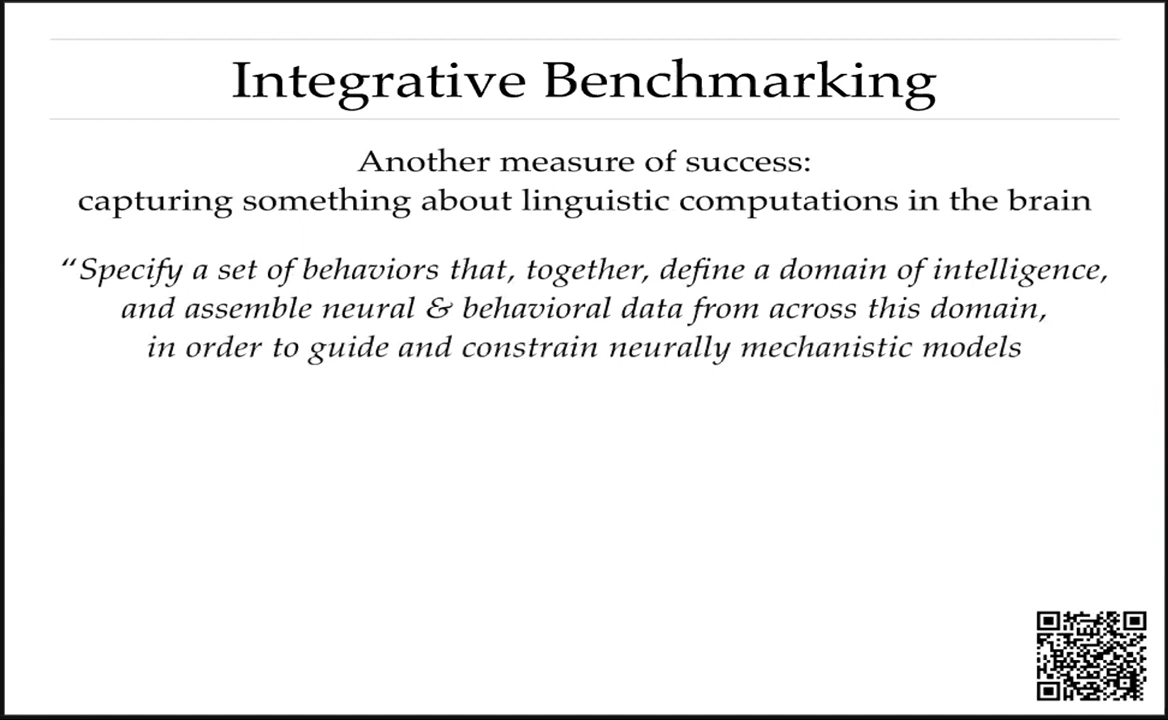 Integrative Benchmarking
Another measure of success:
capturing something about linguistic computations in the brain
“Specify a set of behaviors that, together, define a domain of intelligence,
and assemble neural & behavioral data from across this domain,
in order to guide and constrain neurally mechanistic models